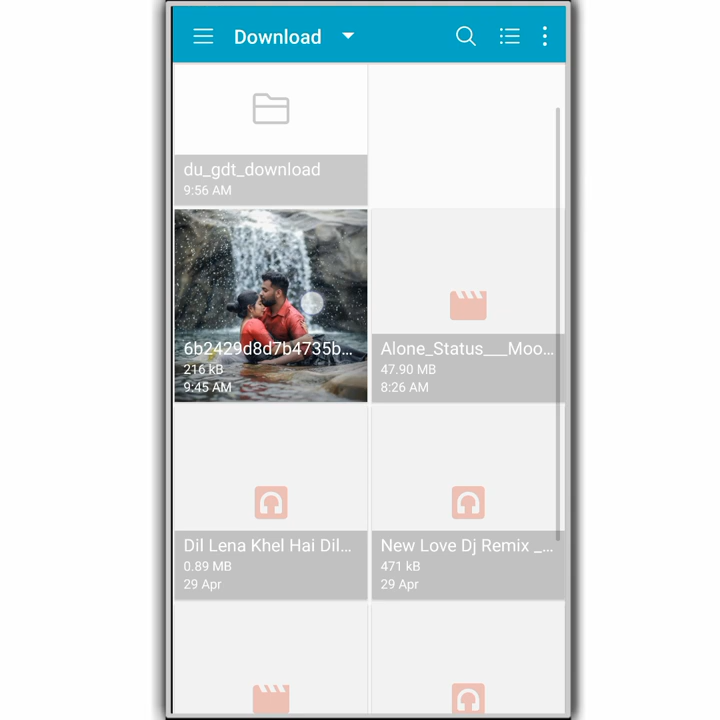 Download
du_gdt_download
9:56 AM
6b2429d8d7b4735b...
216 kB
9:45 AM
Alone_Status___Moo...
47.90 MB
8:26 AM
Dil Lena Khel Hai Dil...
0.89 MB
29 Apr
New Love Dj Remix _...
471 kB
29 Apr